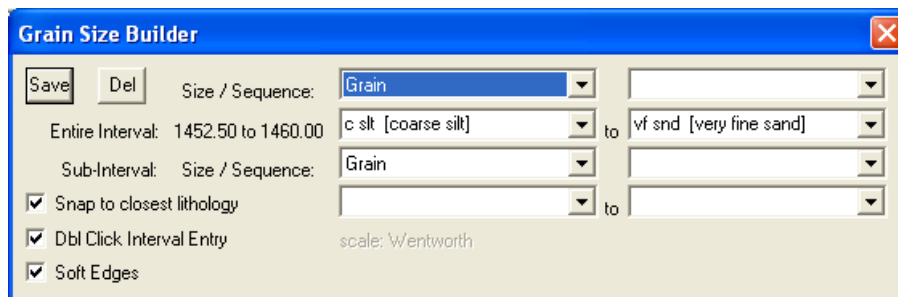 Grain Size Builder
Save Del Size / Sequence: Grain
Entire Interval: 1452.50 to 1460.00 c slt [coarse silt] to vf snd [very fine sand]
Sub-Interval: Size / Sequence: Grain
Snap to closest lithology to
Dbl Click Interval Entry scale: Wentworth
Soft Edges